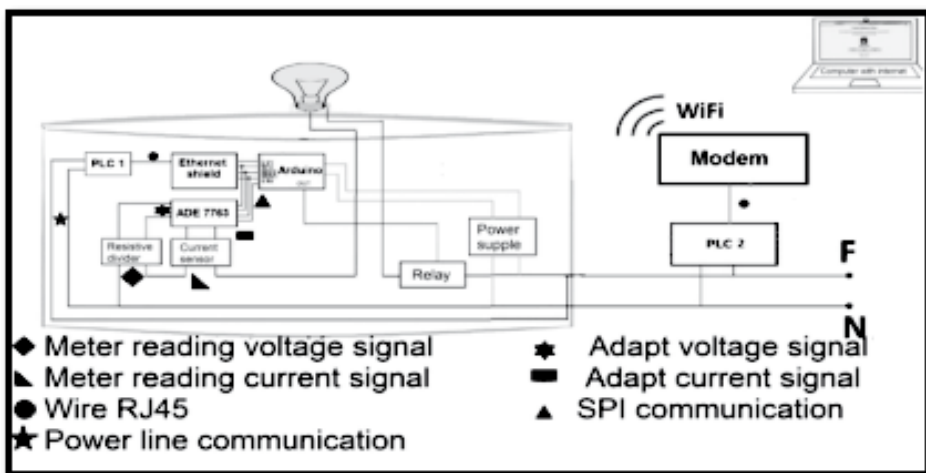 Computer with internet
WiFi
Modem
PLC 1
Ethernet
shield
Arduino
ADE 7763
Resistive
divider
Current
sensor
Power
supple
PLC 2
Relay
F
N
Meter reading voltage signal
Adapt voltage signal
Meter reading current signal
Adapt current signal
Wire RJ45
SPI communication
Power line communication